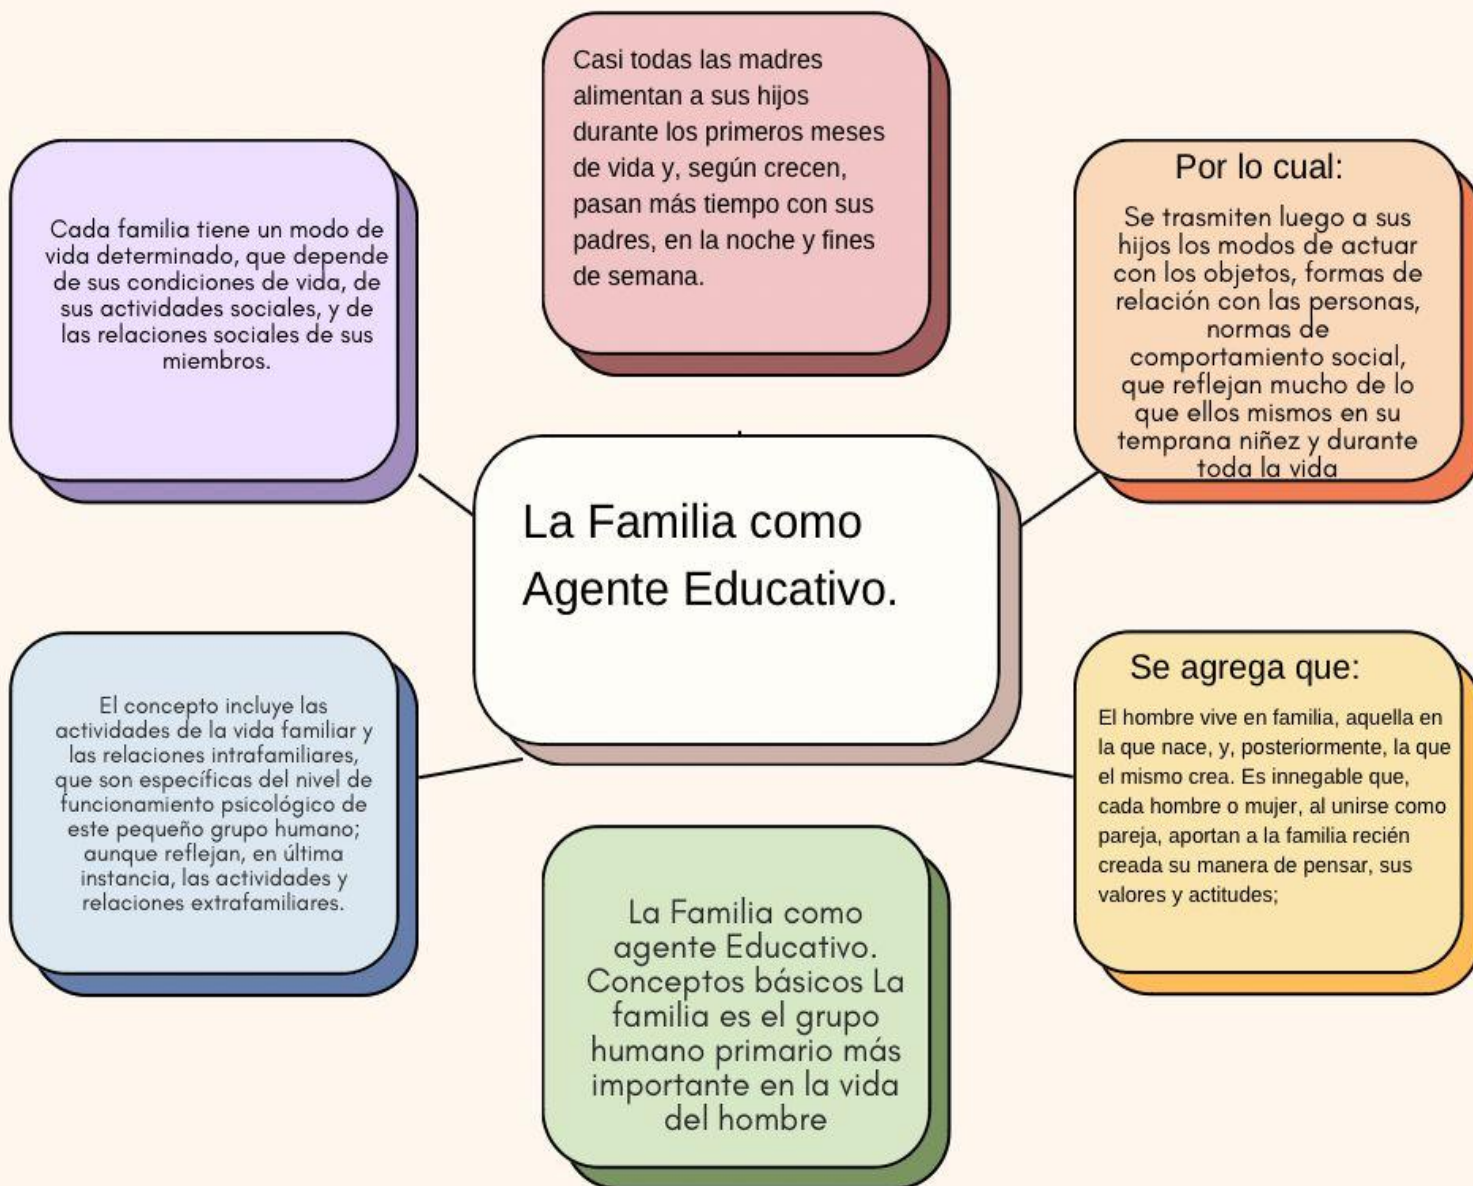 Casi todas las madres
alimentan a sus hijos
durante los primeros meses
de vida y, según crecen,
pasan más tiempo con sus
padres, en la noche y fines
de semana.
Cada familia tiene un modo de
vida determinado, que depende
de sus condiciones de vida, de
sus actividades sociales, y de
las relaciones sociales de sus
miembros.
Por lo cual:
Se trasmiten luego a sus
hijos los modos de actuar
con los objetos, formas de
relación con las personas,
normas de
comportamiento social,
que reflejan mucho de lo
que ellos mismos en su
temprana niñez y durante
toda la vida
La Familia como
Agente Educativo.
El concepto incluye las
actividades de la vida familiar y
las relaciones intrafamiliares,
que son específicas del nivel de
funcionamiento psicológico de
este pequeño grupo humano;
aunque reflejan, en última
instancia, las actividades y
relaciones extrafamiliares.
Se agrega que:
El hombre vive en familia, aquella en
la que nace, y, posteriormente, la que
el mismo crea. Es innegable que,
cada hombre o mujer, al unirse como
pareja, aportan a la familia recién
creada su manera de pensar, sus
valores y actitudes;
La Familia como
agente Educativo.
Conceptos básicos La
familia es el grupo
humano primario más
importante en la vida
del hombre